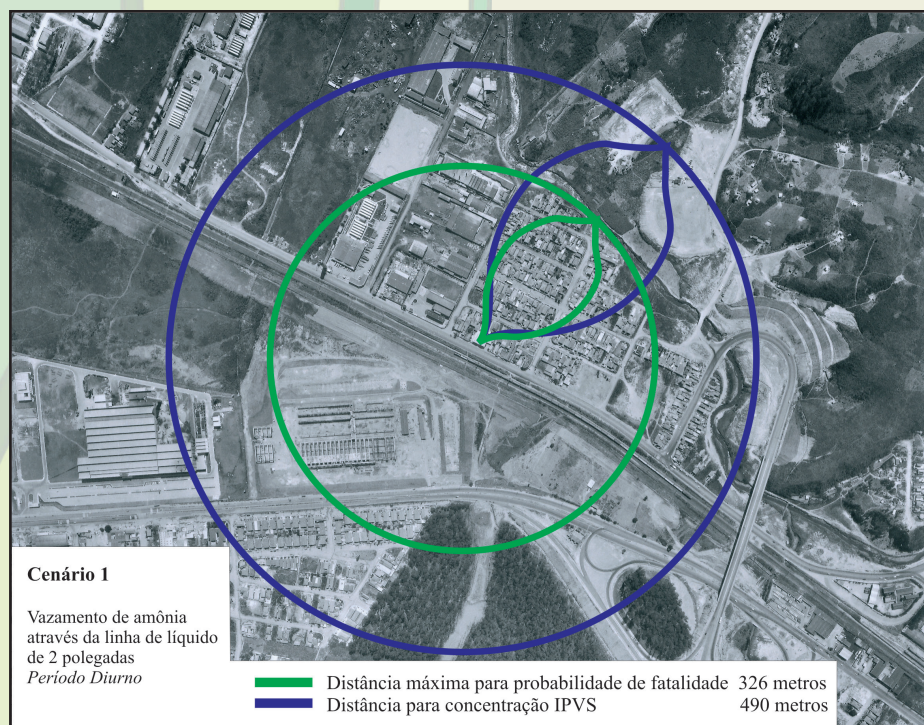 Cenário 1
Vazamento de amônia
através da linha de líquido
de 2 polegadas
Período Diurno
Distância máxima para probabilidade de fatalidade 326 metros
Distância para concentração IPVS 490 metros